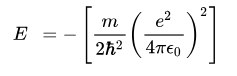 E = −[ m/2ℏ² ( e²/4πϵ₀ )² ]